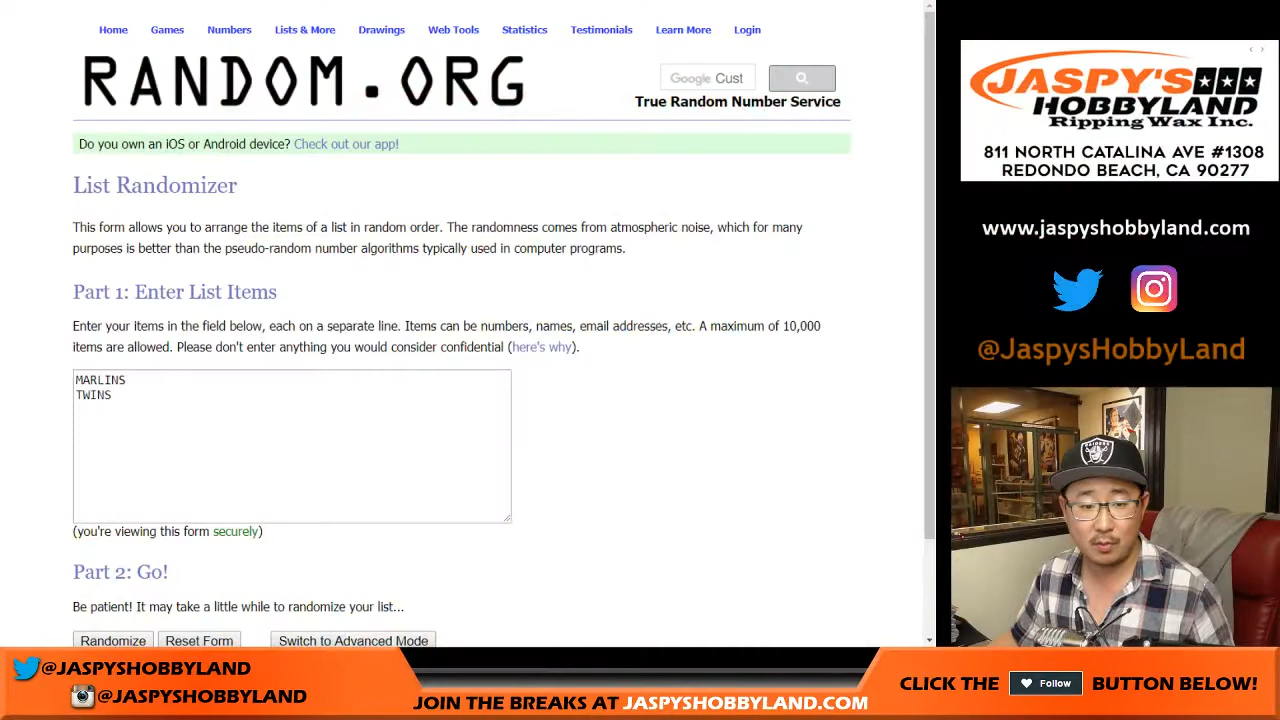 Home Games Numbers Lists & More Drawings Web Tools Statistics Testimonials Learn More Login
RANDOM.ORG
Google Cust
True Random Number Service
Do you own an iOS or Android device? Check out our app!
List Randomizer
This form allows you to arrange the items of a list in random order. The randomness comes from atmospheric noise, which for many
purposes is better than the pseudo-random number algorithms typically used in computer programs.
Part 1: Enter List Items
Enter your items in the field below, each on a separate line. Items can be numbers, names, email addresses, etc. A maximum of 10,000
items are allowed. Please don't enter anything you would consider confidential (here's why).
MARLINS
TWINS
(you're viewing this form securely)
Part 2: Go!
Be patient! It may take a little while to randomize your list...
Randomize Reset Form Switch to Advanced Mode
JASPY'S
HOBBYLAND
Ripping Wax Inc.
811 NORTH CATALINA AVE #1308
REDONDO BEACH, CA 90277
www.jaspyshobbyland.com
@JaspysHobbyLand
RAIDERS
@JASPYSHOBBYLAND
@JASPYSHOBBYLAND
JOIN THE BREAKS AT JASPYSHOBBYLAND.COM
CLICK THE Follow BUTTON BELOW!